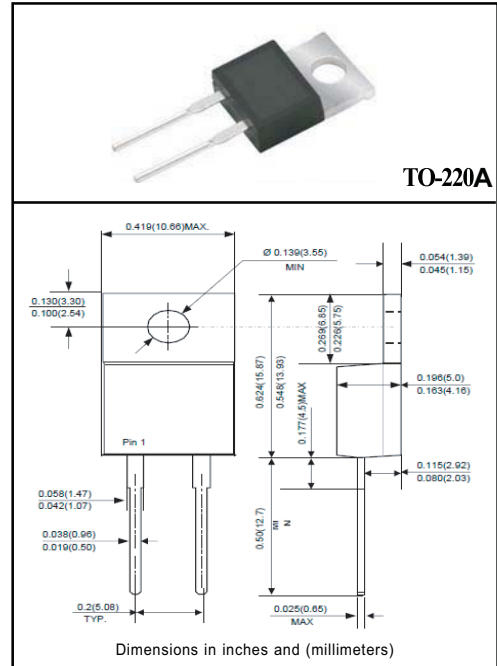 TO-220A
0.419(10.66)MAX.
Ø 0.139(3.55)
MIN
0.054(1.39)
0.045(1.15)
0.130(3.30)
0.100(2.54)
0.269(6.85)
0.226(5.75)
0.624(15.87)
0.548(13.93)
0.196(5.0)
0.163(4.16)
0.177(4.5)MAX
Pin 1
0.115(2.92)
0.080(2.03)
0.058(1.47)
0.042(1.07)
0.50(12.7)
MI
N
0.038(0.96)
0.019(0.50)
0.2(5.08)
TYP.
0.025(0.65)
MAX
Dimensions in inches and (millimeters)